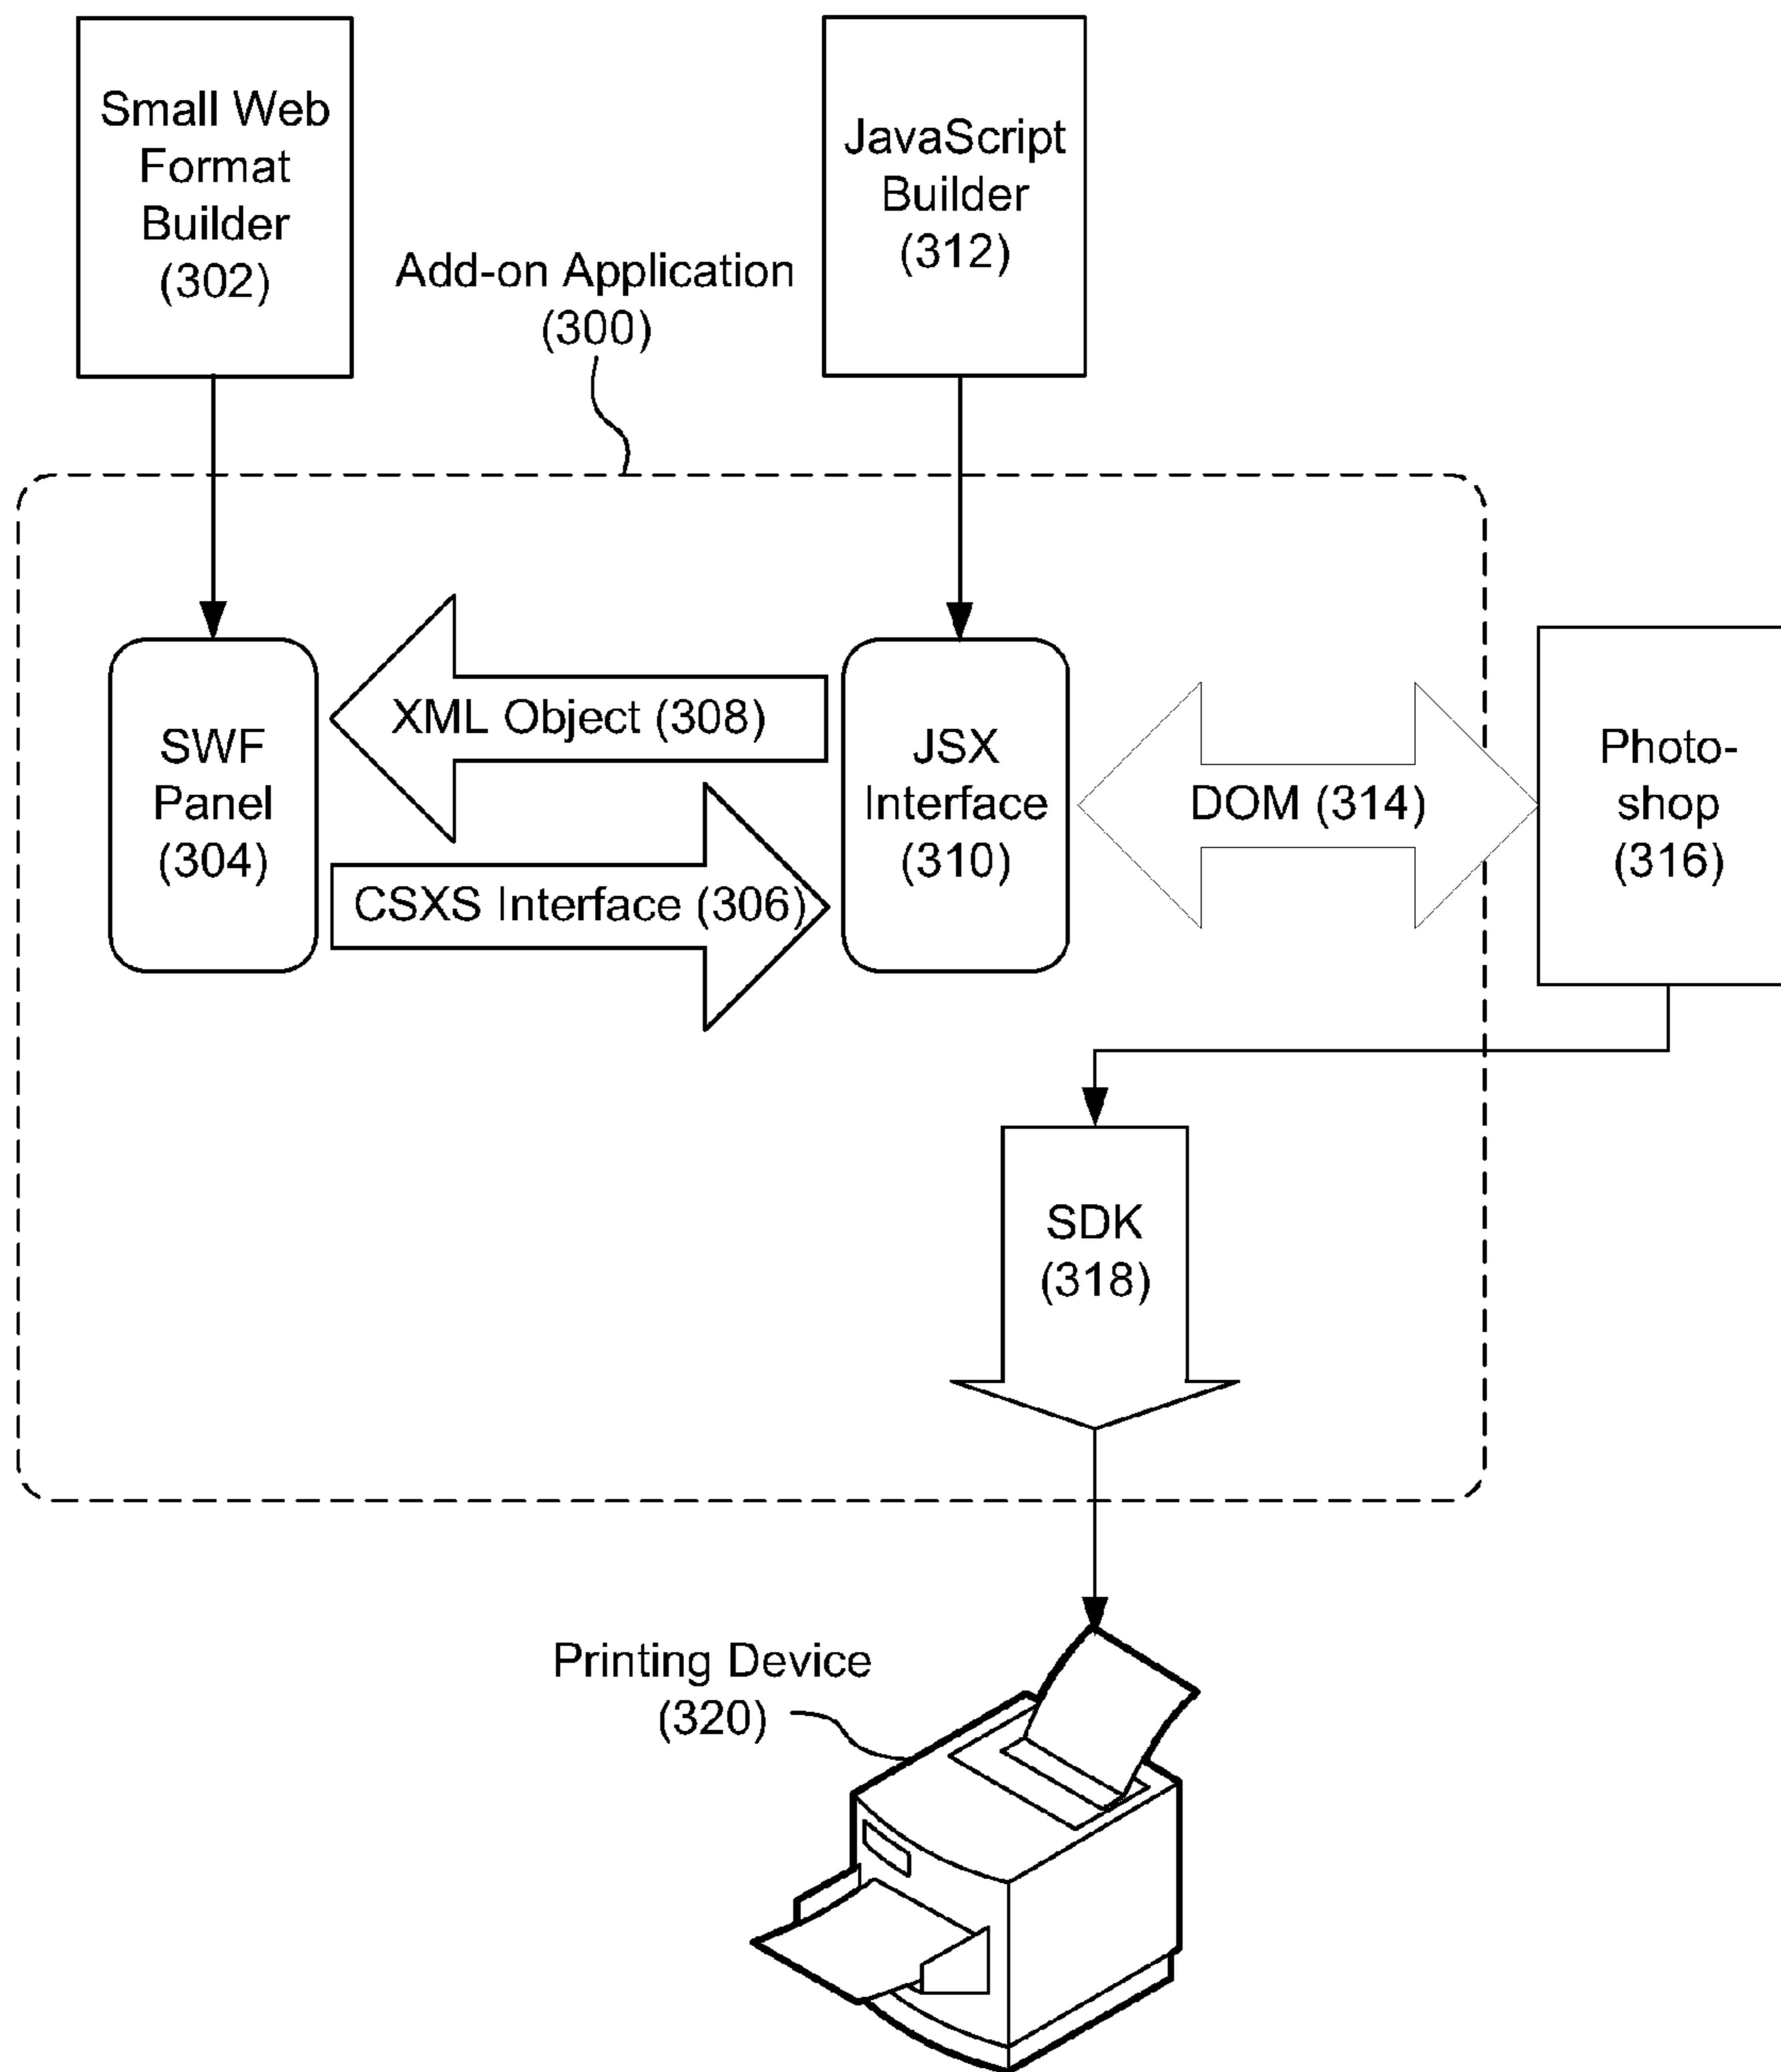 Small Web
Format
Builder
(302)
JavaScript
Builder
(312)
Add-on Application
(300)
SWF
Panel
(304)
XML Object (308)
CSXS Interface (306)
JSX
Interface
(310)
DOM (314)
Photo-
shop
(316)
SDK
(318)
Printing Device
(320)